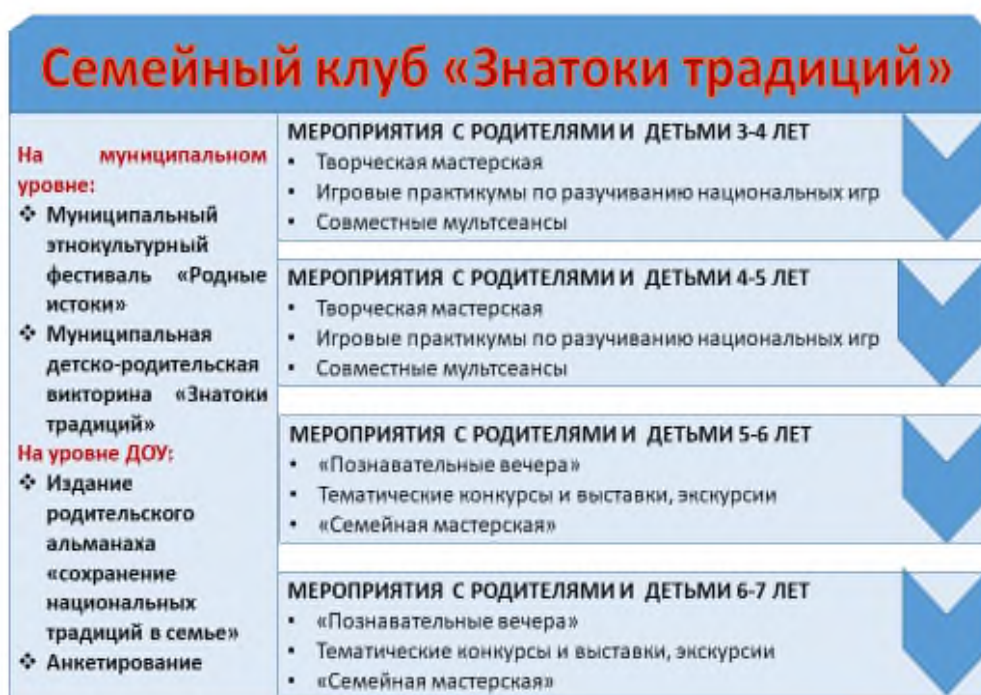 Семейный клуб «Знатоки традиций»
На муниципальном
уровне:
❖ Муниципальный
этнокультурный
фестиваль «Родные
истоки»
❖ Муниципальная
детско-родительская
викторина «Знатоки
традиций»
На уровне ДОУ:
❖ Издание
родительского
альманаха
«сохранение
национальных
традиций в семье»
❖ Анкетирование
МЕРОПРИЯТИЯ С РОДИТЕЛЯМИ И ДЕТЬМИ 3-4 ЛЕТ
• Творческая мастерская
• Игровые практикумы по разучиванию национальных игр
• Совместные мультсеансы
МЕРОПРИЯТИЯ С РОДИТЕЛЯМИ И ДЕТЬМИ 4-5 ЛЕТ
• Творческая мастерская
• Игровые практикумы по разучиванию национальных игр
• Совместные мультсеансы
МЕРОПРИЯТИЯ С РОДИТЕЛЯМИ И ДЕТЬМИ 5-6 ЛЕТ
• «Познавательные вечера»
• Тематические конкурсы и выставки, экскурсии
• «Семейная мастерская»
МЕРОПРИЯТИЯ С РОДИТЕЛЯМИ И ДЕТЬМИ 6-7 ЛЕТ
• «Познавательные вечера»
• Тематические конкурсы и выставки, экскурсии
• «Семейная мастерская»